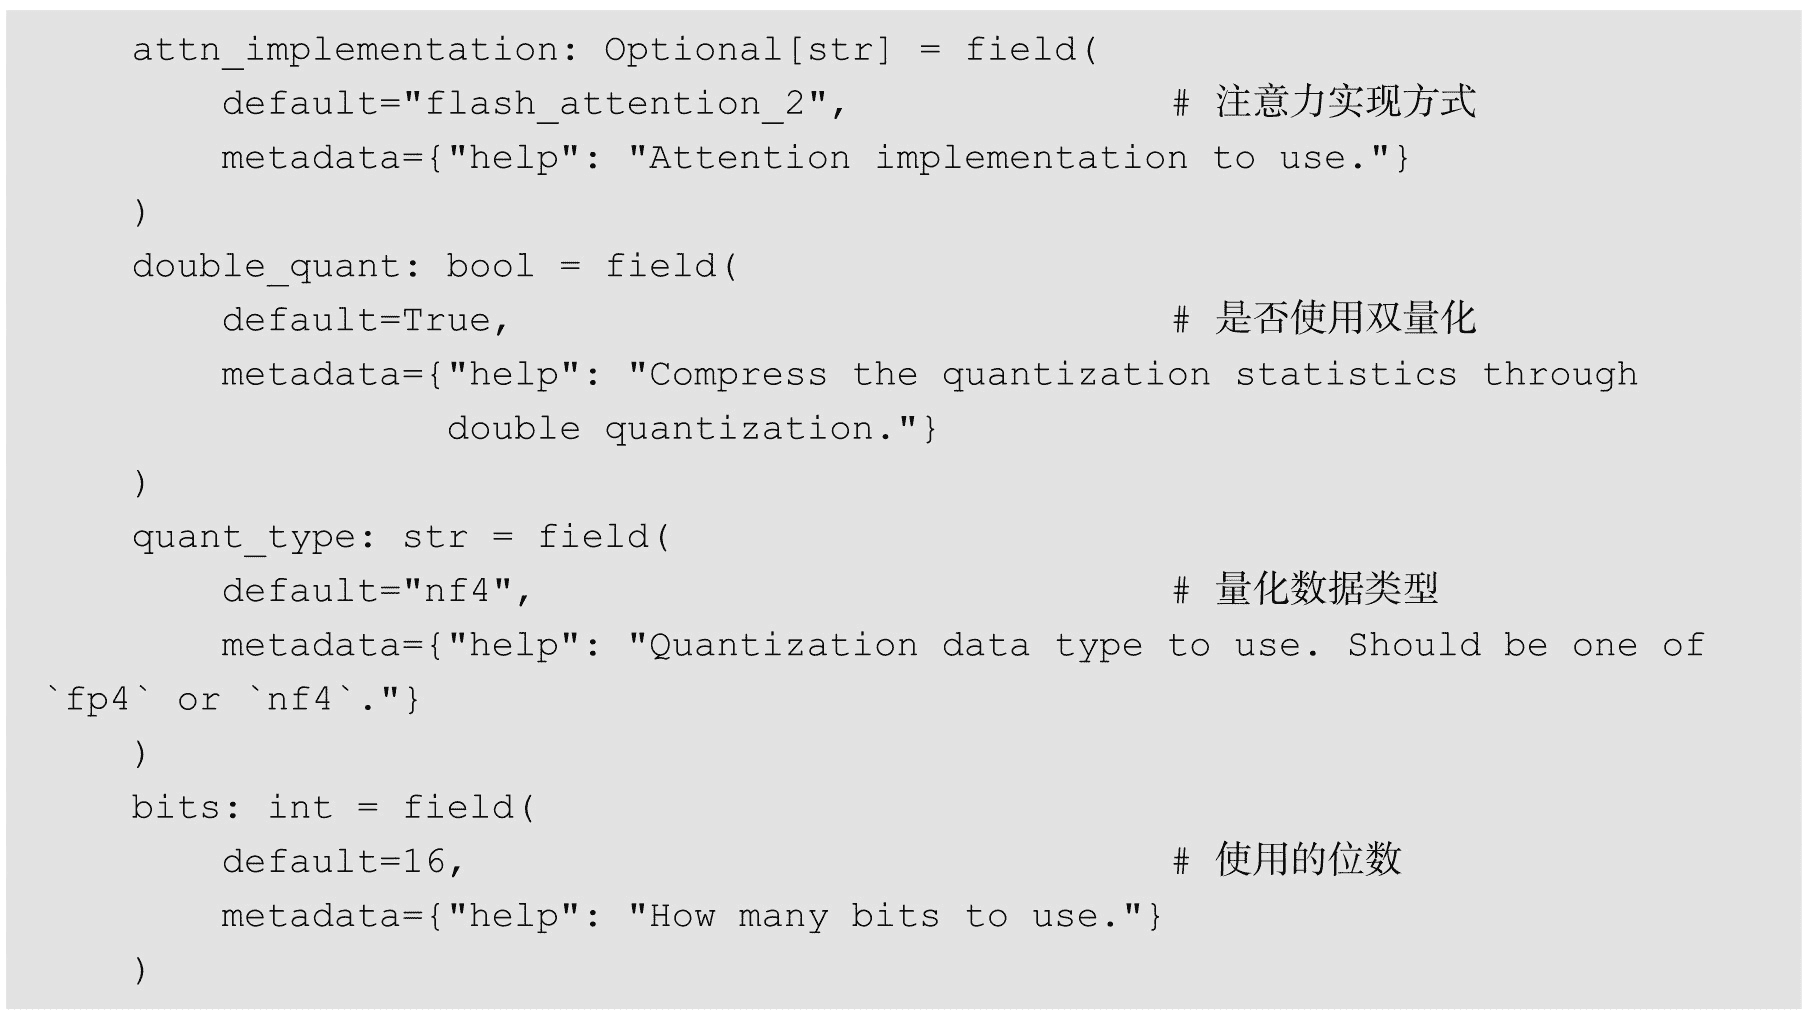 attn_implementation: Optional[str] = field(
default="flash_attention_2", # 注意力实现方式
metadata={"help": "Attention implementation to use."}
)
double_quant: bool = field(
default=True, # 是否使用双量化
metadata={"help": "Compress the quantization statistics through
double quantization."}
)
quant_type: str = field(
default="nf4", # 量化数据类型
metadata={"help": "Quantization data type to use. Should be one of
`fp4` or `nf4`."}
)
bits: int = field(
default=16, # 使用的位数
metadata={"help": "How many bits to use."}
)